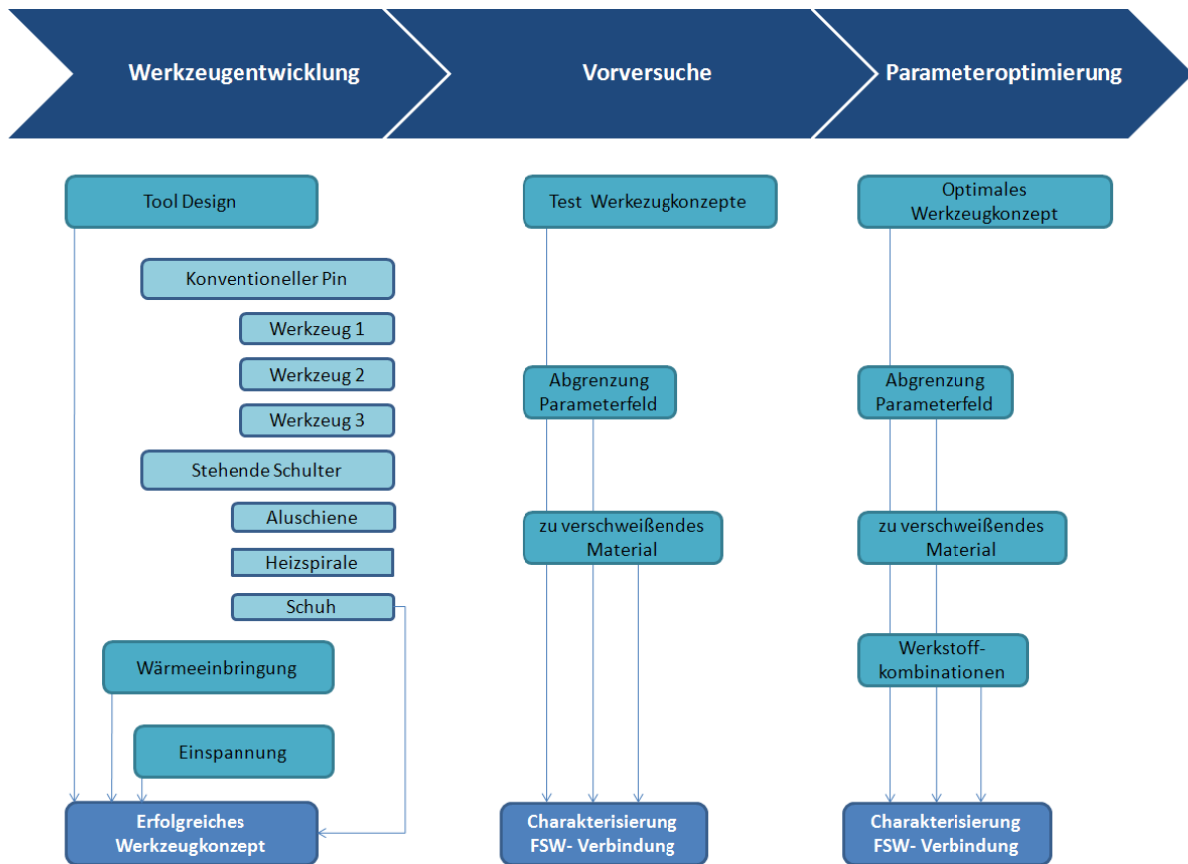 Werkzeugentwicklung
Vorversuche
Parameteroptimierung
Tool Design
Konventioneller Pin
Werkzeug 1
Werkzeug 2
Werkzeug 3
Stehende Schulter
Aluschiene
Heizspirale
Schuh
Wärmeeinbringung
Einspannung
Erfolgreiches
Werkzeugkonzept
Test Werkezugkonzepte
Abgrenzung
Parameterfeld
zu verschweißendes
Material
Charakterisierung
FSW- Verbindung
Optimales
Werkzeugkonzept
Abgrenzung
Parameterfeld
zu verschweißendes
Material
Werkstoff-
kombinationen
Charakterisierung
FSW- Verbindung